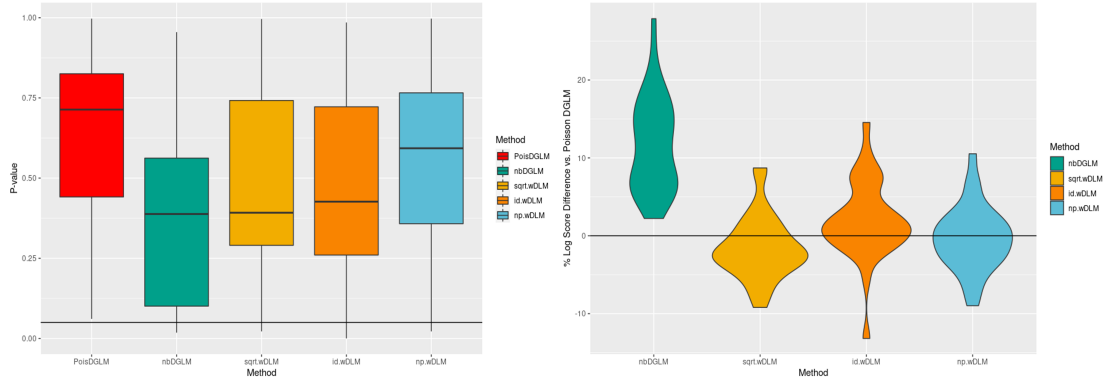 1.00
0.75
0.50
0.25
0.00
P-value
PoisDGLM
nbDGLM
sqrt.wDLM
id.wDLM
np.wDLM
Method
Method
PoisDGLM
nbDGLM
sqrt.wDLM
id.wDLM
np.wDLM
20
10
0
-10
% Log Score Difference vs. Poisson DGLM
nbDGLM
sqrt.wDLM
id.wDLM
np.wDLM
Method
Method
nbDGLM
sqrt.wDLM
id.wDLM
np.wDLM